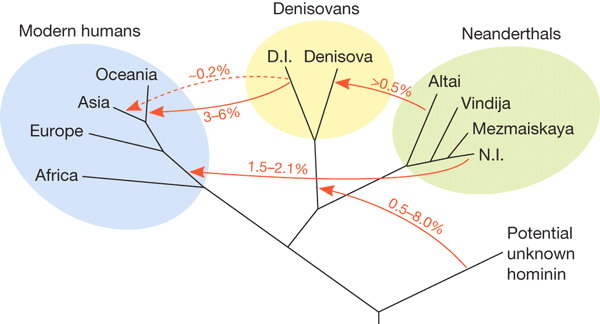 Denisovans
Modern humans
Neanderthals
D.I.
Denisova
Oceania
~0.2%
>0.5%
Altai
Asia
3–6%
Vindija
Europe
Mezmaiskaya
N.I.
1.5–2.1%
Africa
0.5–8.0%
Potential
unknown
hominin